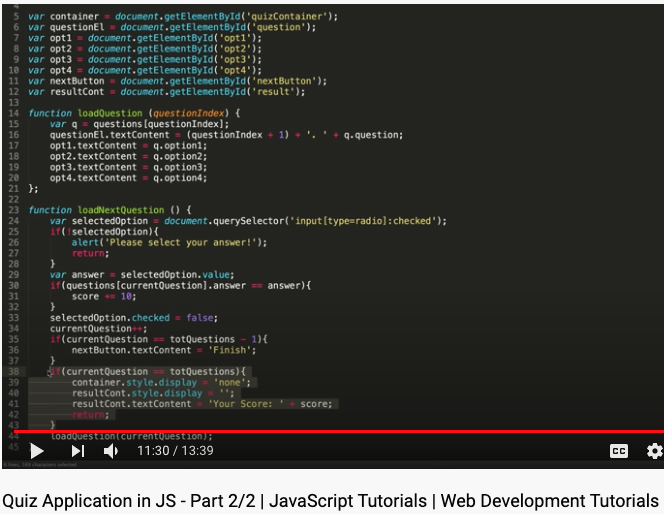 4
5 var container = document.getElementById('quizContainer');
6 var questionEl = document.getElementById('question');
7 var opt1 = document.getElementById('opt1');
8 var opt2 = document.getElementById('opt2');
9 var opt3 = document.getElementById('opt3');
10 var opt4 = document.getElementById('opt4');
11 var nextButton = document.getElementById('nextButton');
12 var resultCont = document.getElementById('result');
13
14 function loadQuestion (questionIndex) {
15 var q = questions[questionIndex];
16 questionEl.textContent = (questionIndex + 1) + '. ' + q.question;
17 opt1.textContent = q.option1;
18 opt2.textContent = q.option2;
19 opt3.textContent = q.option3;
20 opt4.textContent = q.option4;
21 };
22
23 function loadNextQuestion () {
24 var selectedOption = document.querySelector('input[type=radio]:checked');
25 if(!selectedOption){
26 alert('Please select your answer!');
27 return;
28 }
29 var answer = selectedOption.value;
30 if(questions[currentQuestion].answer == answer){
31 score += 10;
32 }
33 selectedOption.checked = false;
34 currentQuestion++;
35 if(currentQuestion == totQuestions - 1){
36 nextButton.textContent = 'Finish';
37 }
38 if(currentQuestion == totQuestions){
39 container.style.display = 'none';
40 resultCont.style.display = '';
41 resultCont.textContent = 'Your Score: ' + score;
42 return;
43 }
44 loadQuestion(currentQuestion);
45
11:30 / 13:39 CC
Quiz Application in JS - Part 2/2 | JavaScript Tutorials | Web Development Tutorials